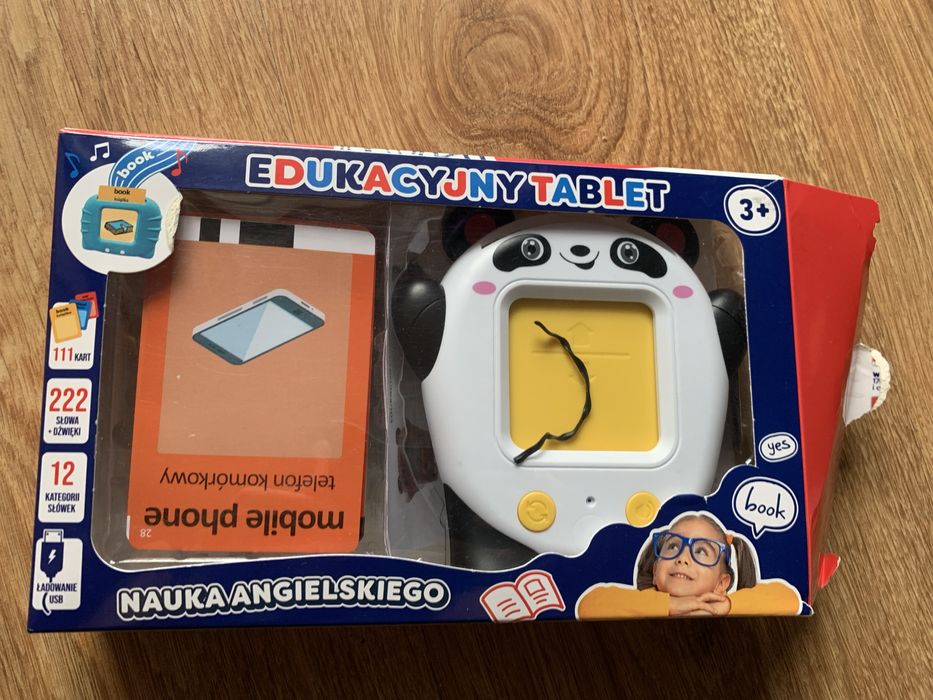 book
EDUKACYJNY TABLET
3+
book
książka
book
111 KART
222
SŁOWA
+ DŹWIĘKI
12
KATEGORII
SŁÓWEK
ŁADOWANIE
USB
telefon komórkowy
mobile phone
28
yes
book
NAUKA ANGIELSKIEGO